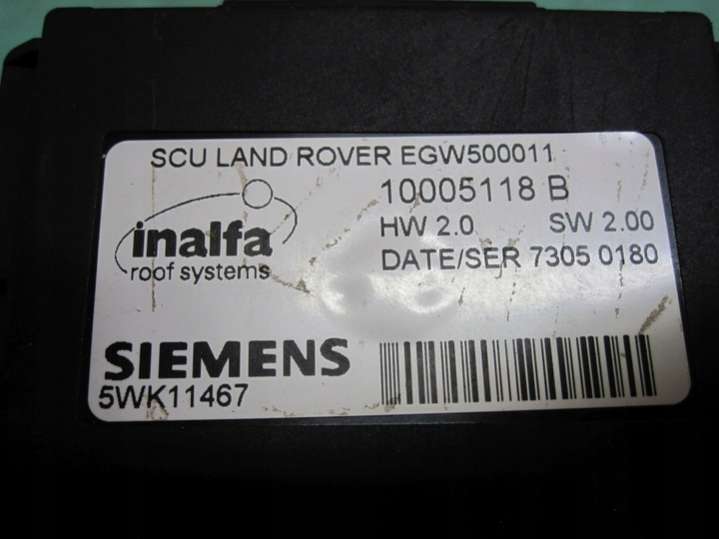 SCU LAND ROVER EGW500011
10005118 B
HW 2.0 SW 2.00
DATE/SER 7305 0180
inalfa
roof systems
SIEMENS
5WK11467